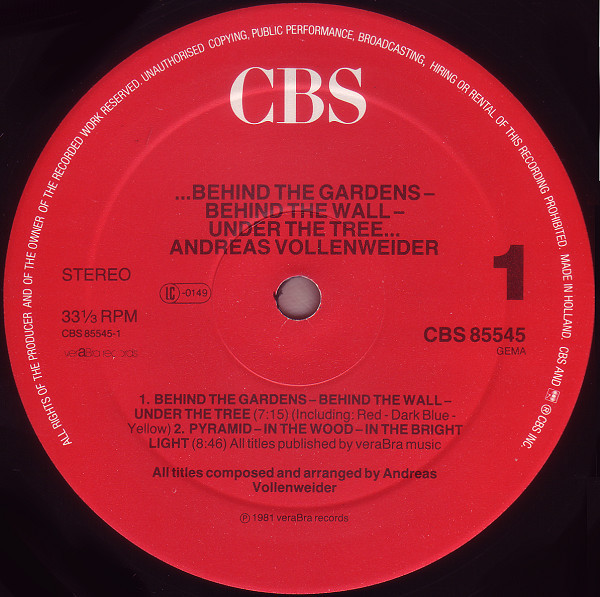 ALL RIGHTS OF THE PRODUCER AND OF THE OWNER OF THE RECORDED WORK RESERVED. UNAUTHORISED COPYING, PUBLIC PERFORMANCE, BROADCASTING, HIRING OR RENTAL OF THIS RECORDING PROHIBITED. MADE IN HOLLAND. CBS AND ® CBS INC.
CBS
...BEHIND THE GARDENS–
BEHIND THE WALL–
UNDER THE TREE...
ANDREAS VOLLENWEIDER
1
STEREO
LC -0149
33⅓ RPM
CBS 85545-1
veraBra records
CBS 85545
GEMA
1. BEHIND THE GARDENS – BEHIND THE WALL –
UNDER THE TREE (7:15) (Including: Red - Dark Blue -
Yellow) 2. PYRAMID – IN THE WOOD – IN THE BRIGHT
LIGHT (8:46) All titles published by veraBra music
All titles composed and arranged by Andreas
Vollenweider
℗ 1981 veraBra records